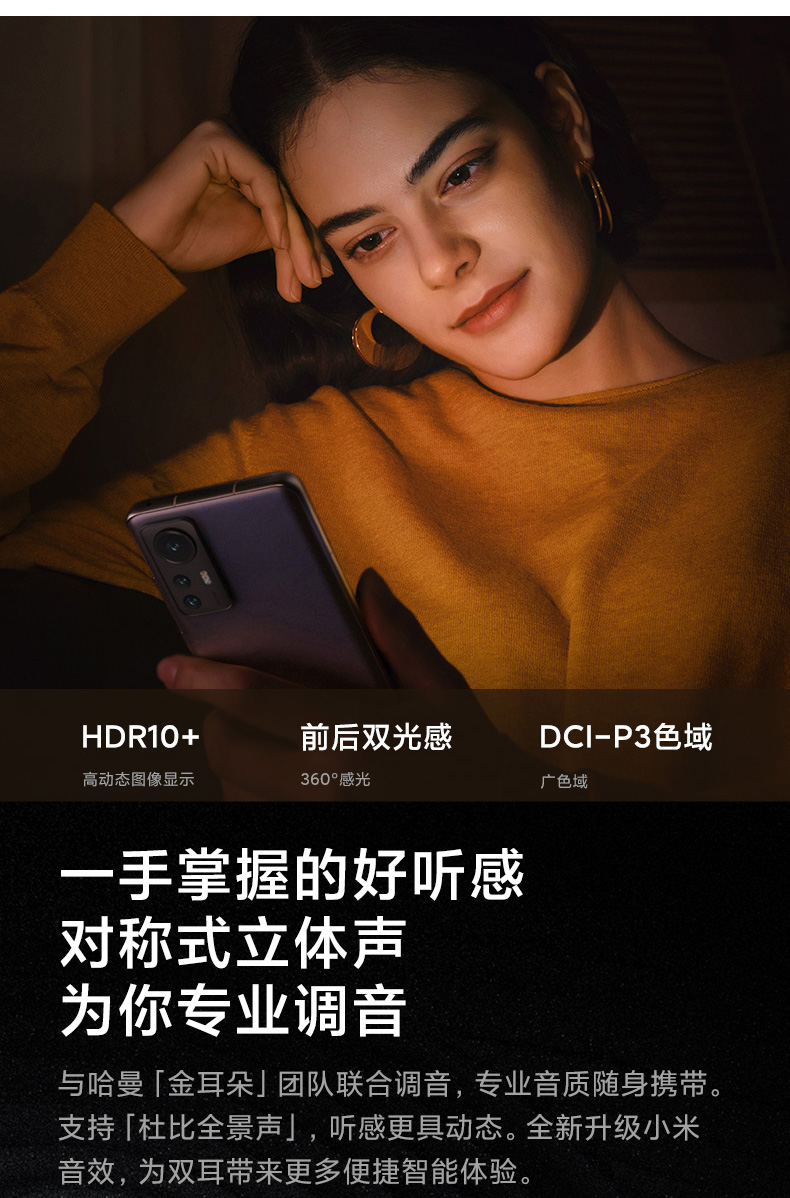 HDR10+
前后双光感
DCI-P3色域
高动态图像显示
360°感光
广色域
一手掌握的好听感
对称式立体声
为你专业调音
与哈曼「金耳朵」团队联合调音，专业音质随身携带。
支持「杜比全景声」，听感更具动态。全新升级小米
音效，为双耳带来更多便捷智能体验。